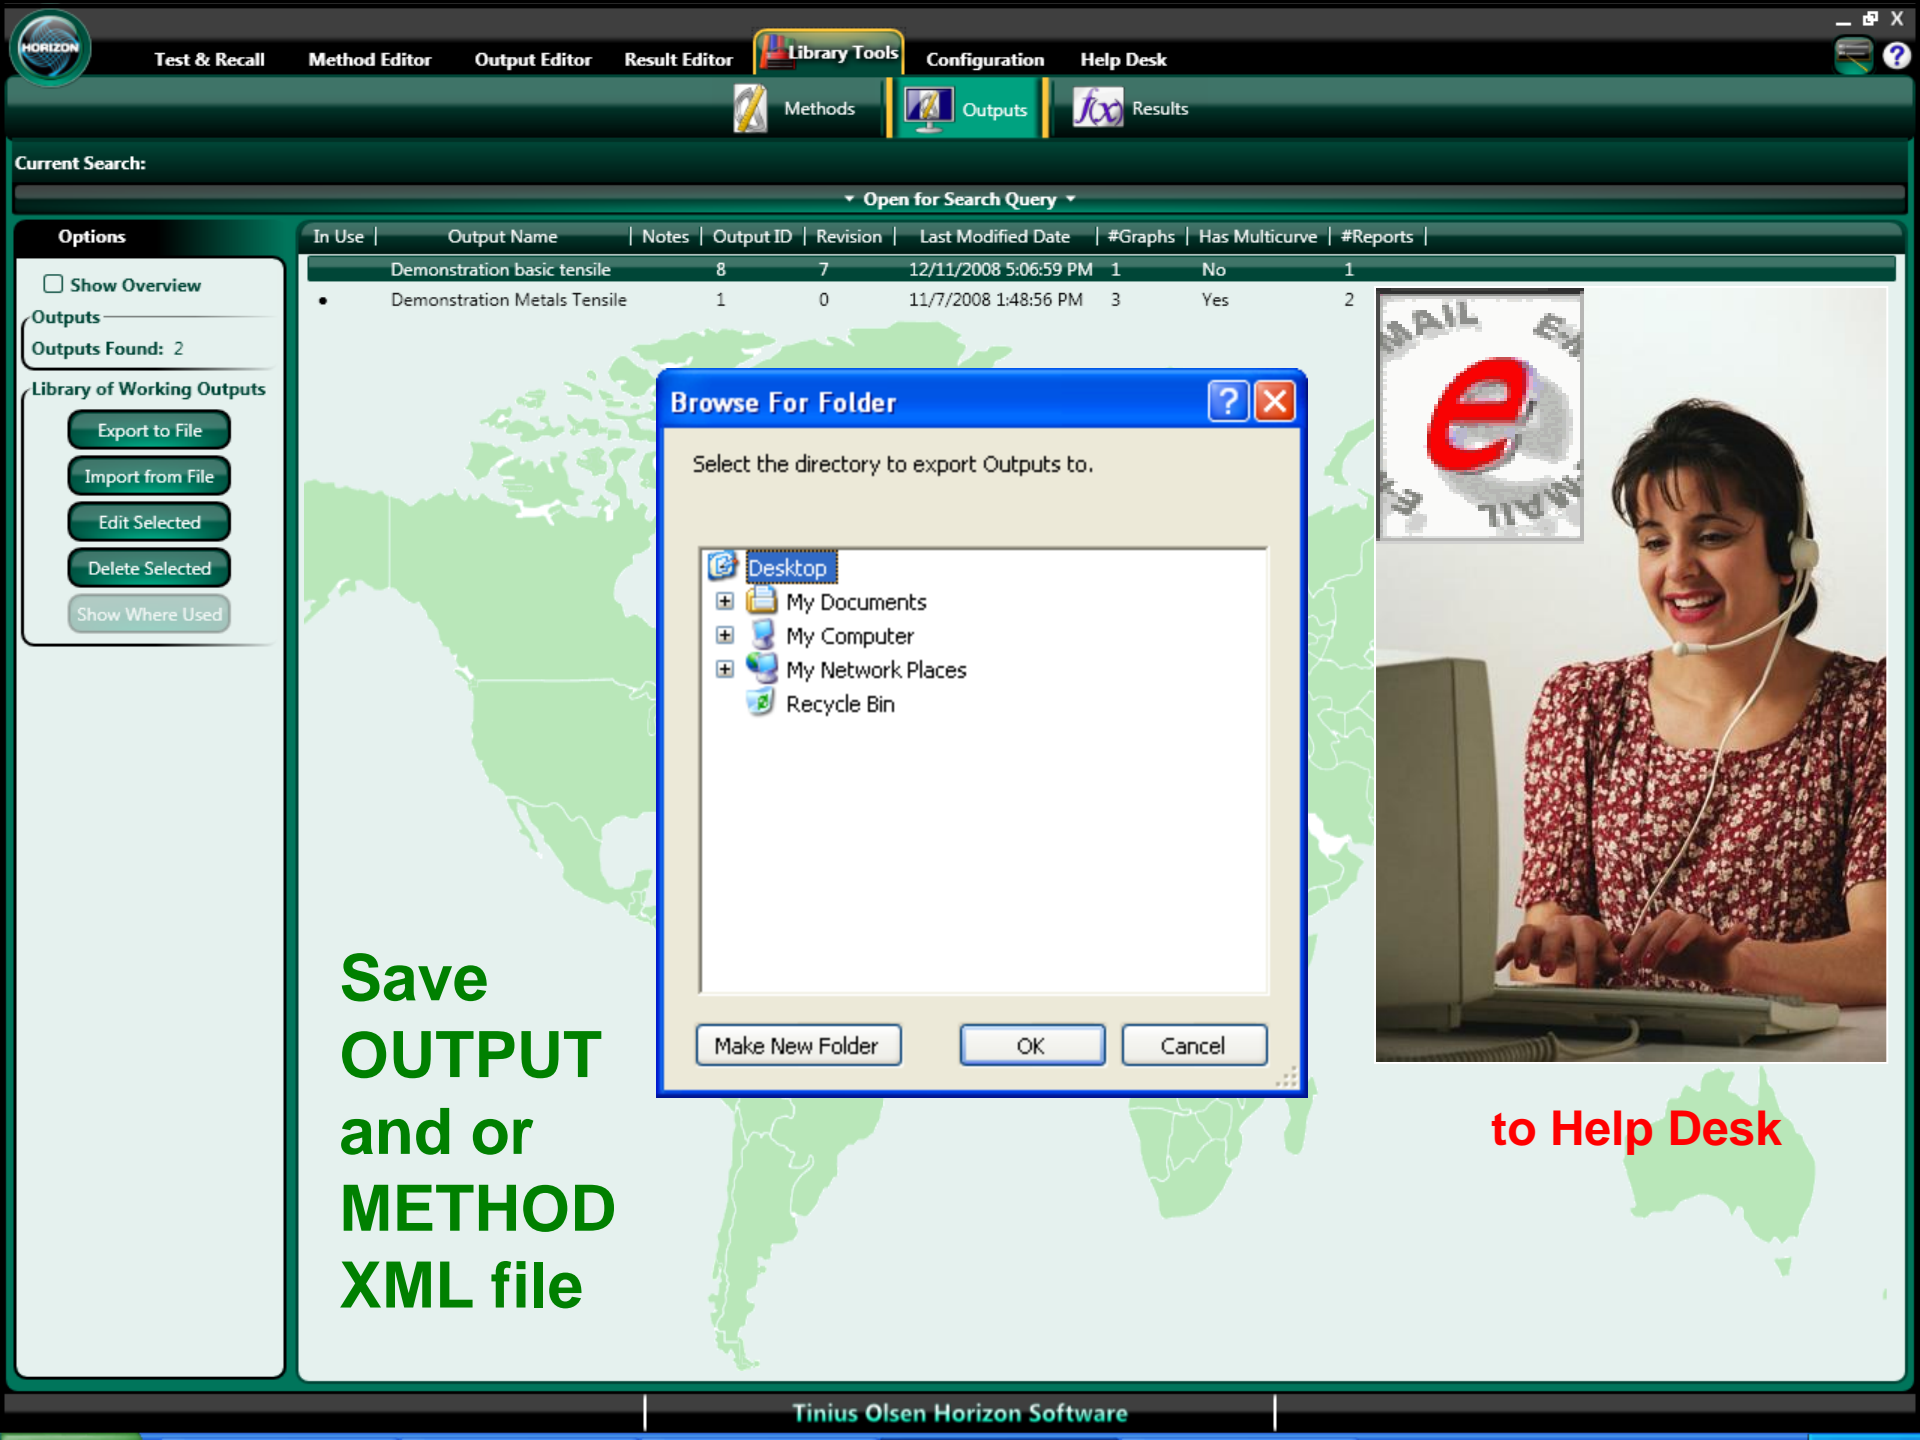 HORIZON
Test & Recall
Method Editor
Output Editor
Result Editor
Library Tools
Configuration
Help Desk
Methods
Outputs
f(x) Results
Current Search:
Open for Search Query
Options
Show Overview
Outputs
Outputs Found: 2
Library of Working Outputs
Export to File
Import from File
Edit Selected
Delete Selected
Show Where Used
In Use | Output Name | Notes | Output ID | Revision | Last Modified Date | #Graphs | Has Multicurve | #Reports |
Demonstration basic tensile 8 7 12/11/2008 5:06:59 PM 1 No 1
• Demonstration Metals Tensile 1 0 11/7/2008 1:48:56 PM 3 Yes 2
Browse For Folder
Select the directory to export Outputs to.
Desktop
My Documents
My Computer
My Network Places
Recycle Bin
Make New Folder
OK
Cancel
MAIL
e
MAIL
Save
OUTPUT
and or
METHOD
XML file
to Help Desk
Tinius Olsen Horizon Software